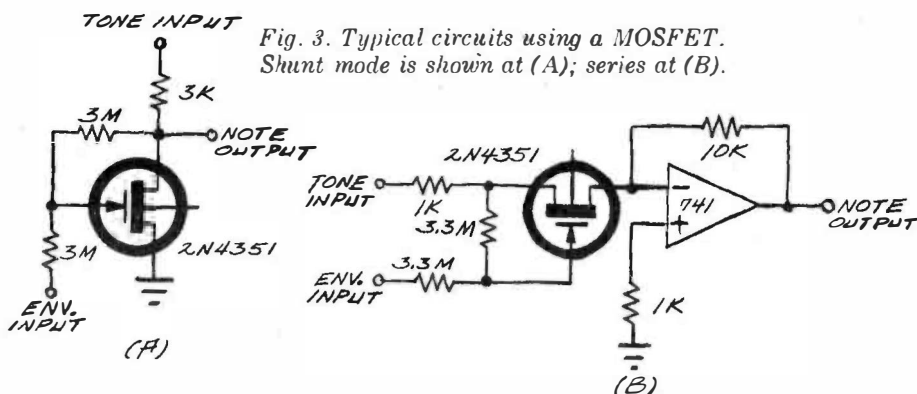 TONE INPUT
Fig. 3. Typical circuits using a MOSFET.
Shunt mode is shown at (A); series at (B).
3K
3M
NOTE
OUTPUT
2N4351
3M
ENV.
INPUT
(A)
2N4351
10K
TONE
INPUT
1K
3.3M
-
741
+
NOTE
OUTPUT
ENV.
INPUT
3.3M
1K
(B)